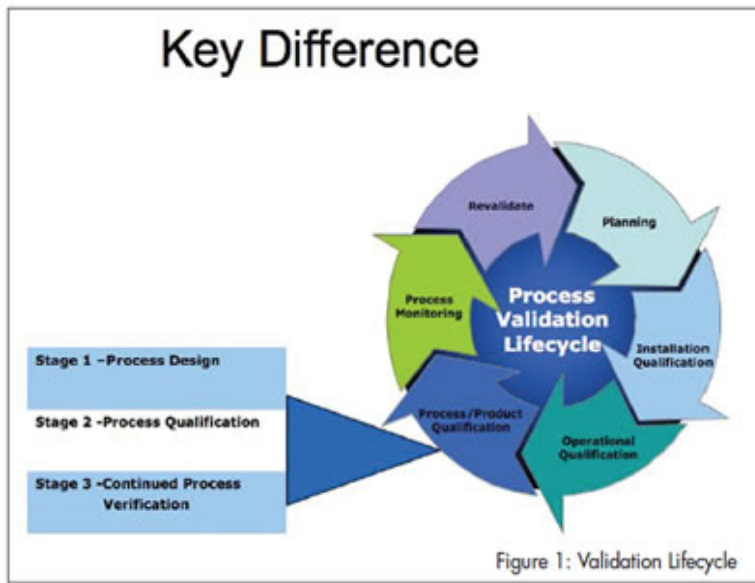 Key Difference
Revalidate
Planning
Process
Monitoring
Process
Validation
Lifecycle
Installation
Qualification
Process/Product
Qualification
Operational
Qualification
Stage 1 –Process Design
Stage 2 -Process Qualification
Stage 3 -Continued Process
Verification
Figure 1: Validation Lifecycle